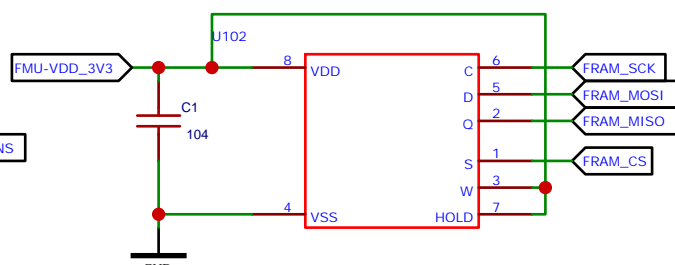 U102
FMU-VDD_3V3
8
VDD
C
6
FRAM_SCK
D
5
FRAM_MOSI
C1
104
Q
2
FRAM_MISO
NS
S
1
FRAM_CS
W
3
4
VSS
HOLD
7